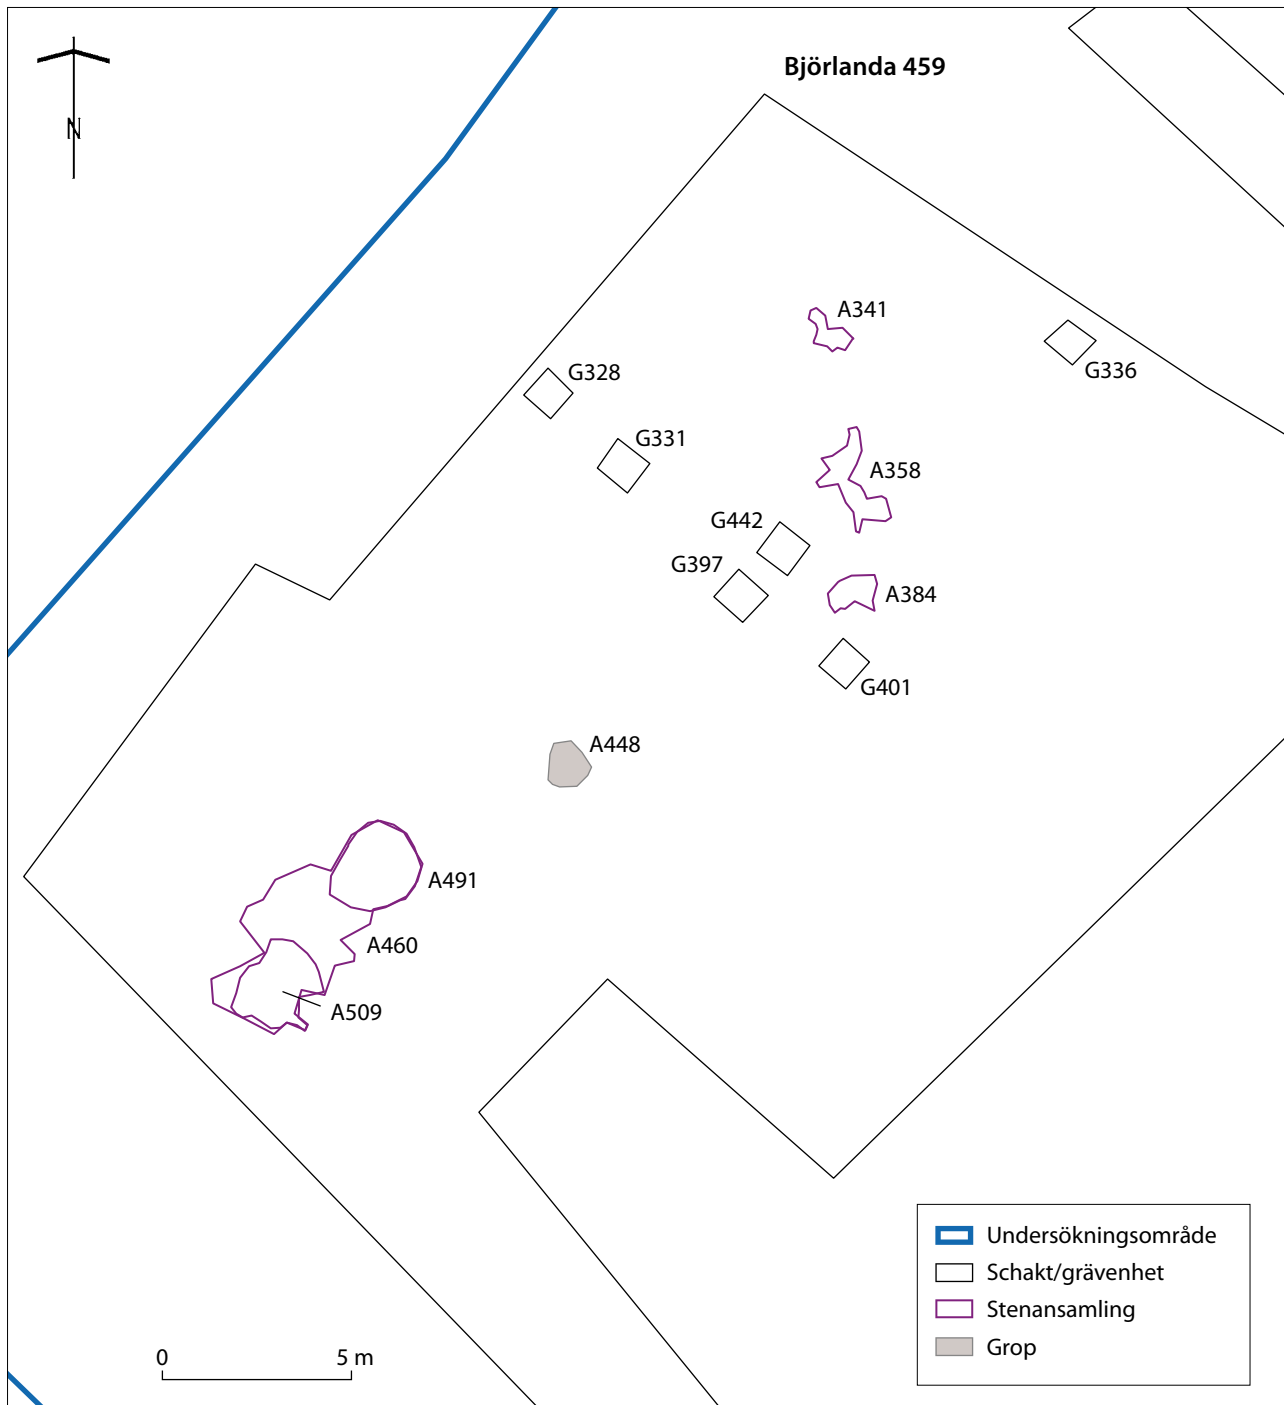 Björlanda 459
N
A341
G336
G328
G331
A358
G442
G397
A384
G401
A448
A491
A460
A509
Undersökningsområde
Schakt/grävenhet
Stenansamling
Grop
0 5 m